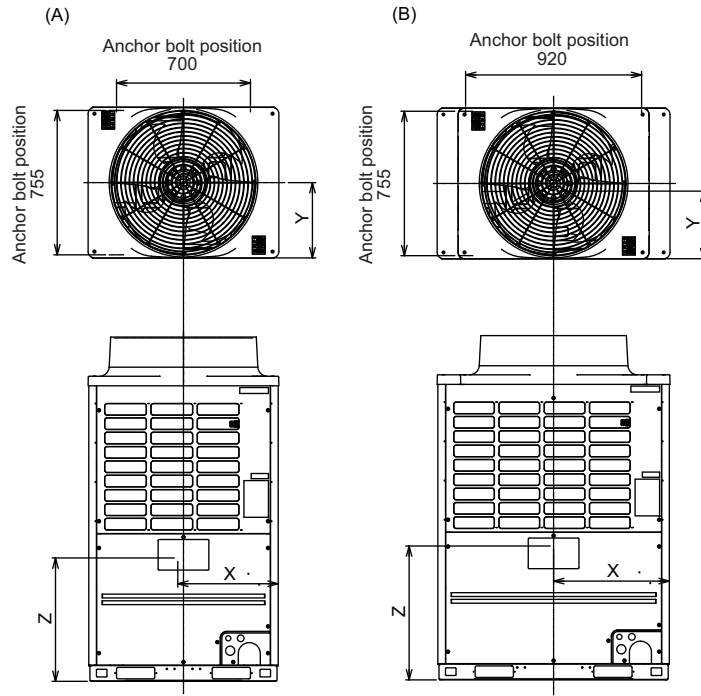 (A)
Anchor bolt position
700
Anchor bolt position
755
Y
X
Z
(B)
Anchor bolt position
920
Anchor bolt position
755
Y
X
Z